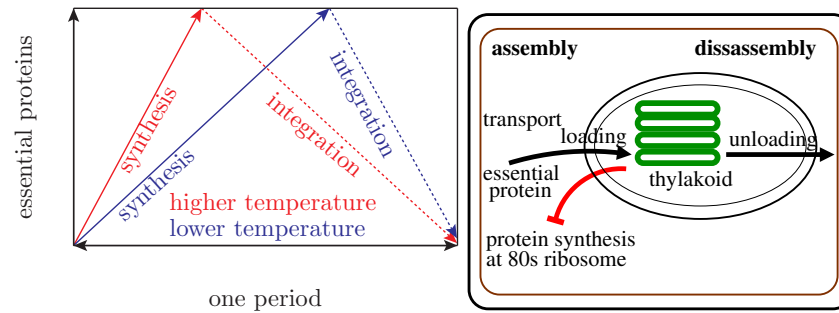 essential proteins
synthesis
integration
synthesis
integration
higher temperature
lower temperature
one period
assembly
dissassembly
transport
loading
unloading
essential
protein
thylakoid
protein synthesis
at 80s ribosome